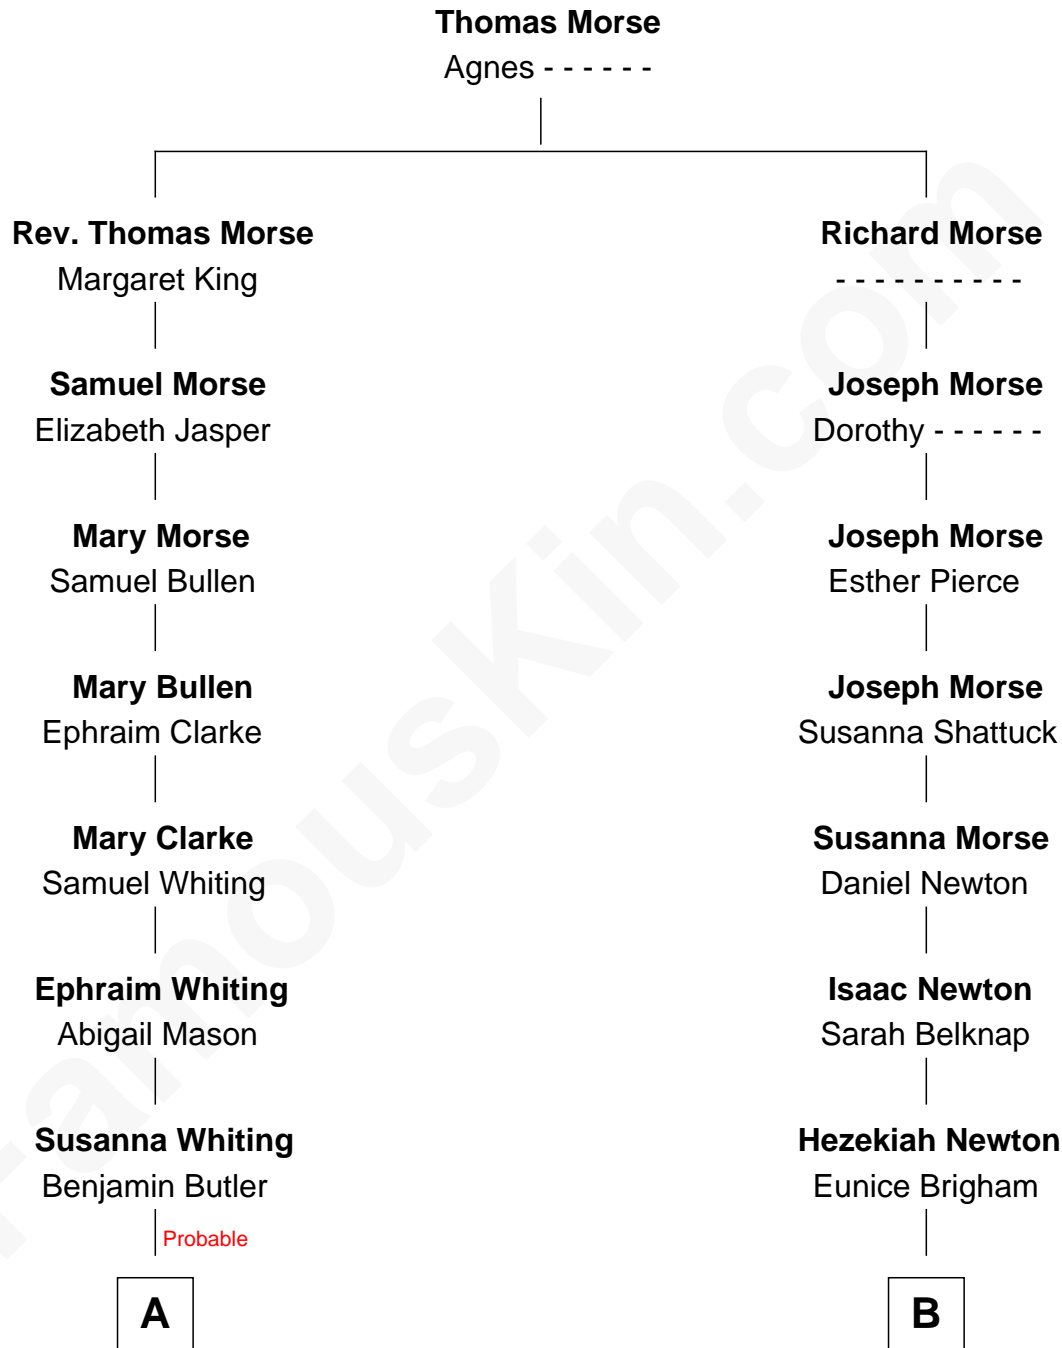 Thomas Morse
Agnes - - - - - -
Rev. Thomas Morse
Margaret King
Samuel Morse
Elizabeth Jasper
Mary Morse
Samuel Bullen
Mary Bullen
Ephraim Clarke
Mary Clarke
Samuel Whiting
Ephraim Whiting
Abigail Mason
Susanna Whiting
Benjamin Butler
Probable
A
Richard Morse
- - - - - - - - - -
Joseph Morse
Dorothy - - - - - -
Joseph Morse
Esther Pierce
Joseph Morse
Susanna Shattuck
Susanna Morse
Daniel Newton
Isaac Newton
Sarah Belknap
Hezekiah Newton
Eunice Brigham
B
FamousKin.com